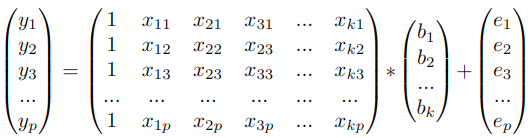 y₁ 1 x₁₁ x₂₁ x₃₁ ... xₖ₁ b₁ e₁
y₂ 1 x₁₂ x₂₂ x₂₃ ... xₖ₂ b₂ e₂
y₃ = 1 x₁₃ x₂₃ x₃₃ ... xₖ₃ * ... + e₃
... ... ... ... ... ... ... bₖ ...
yₚ 1 x₁ₚ x₂ₚ x₃ₚ ... xₖₚ eₚ